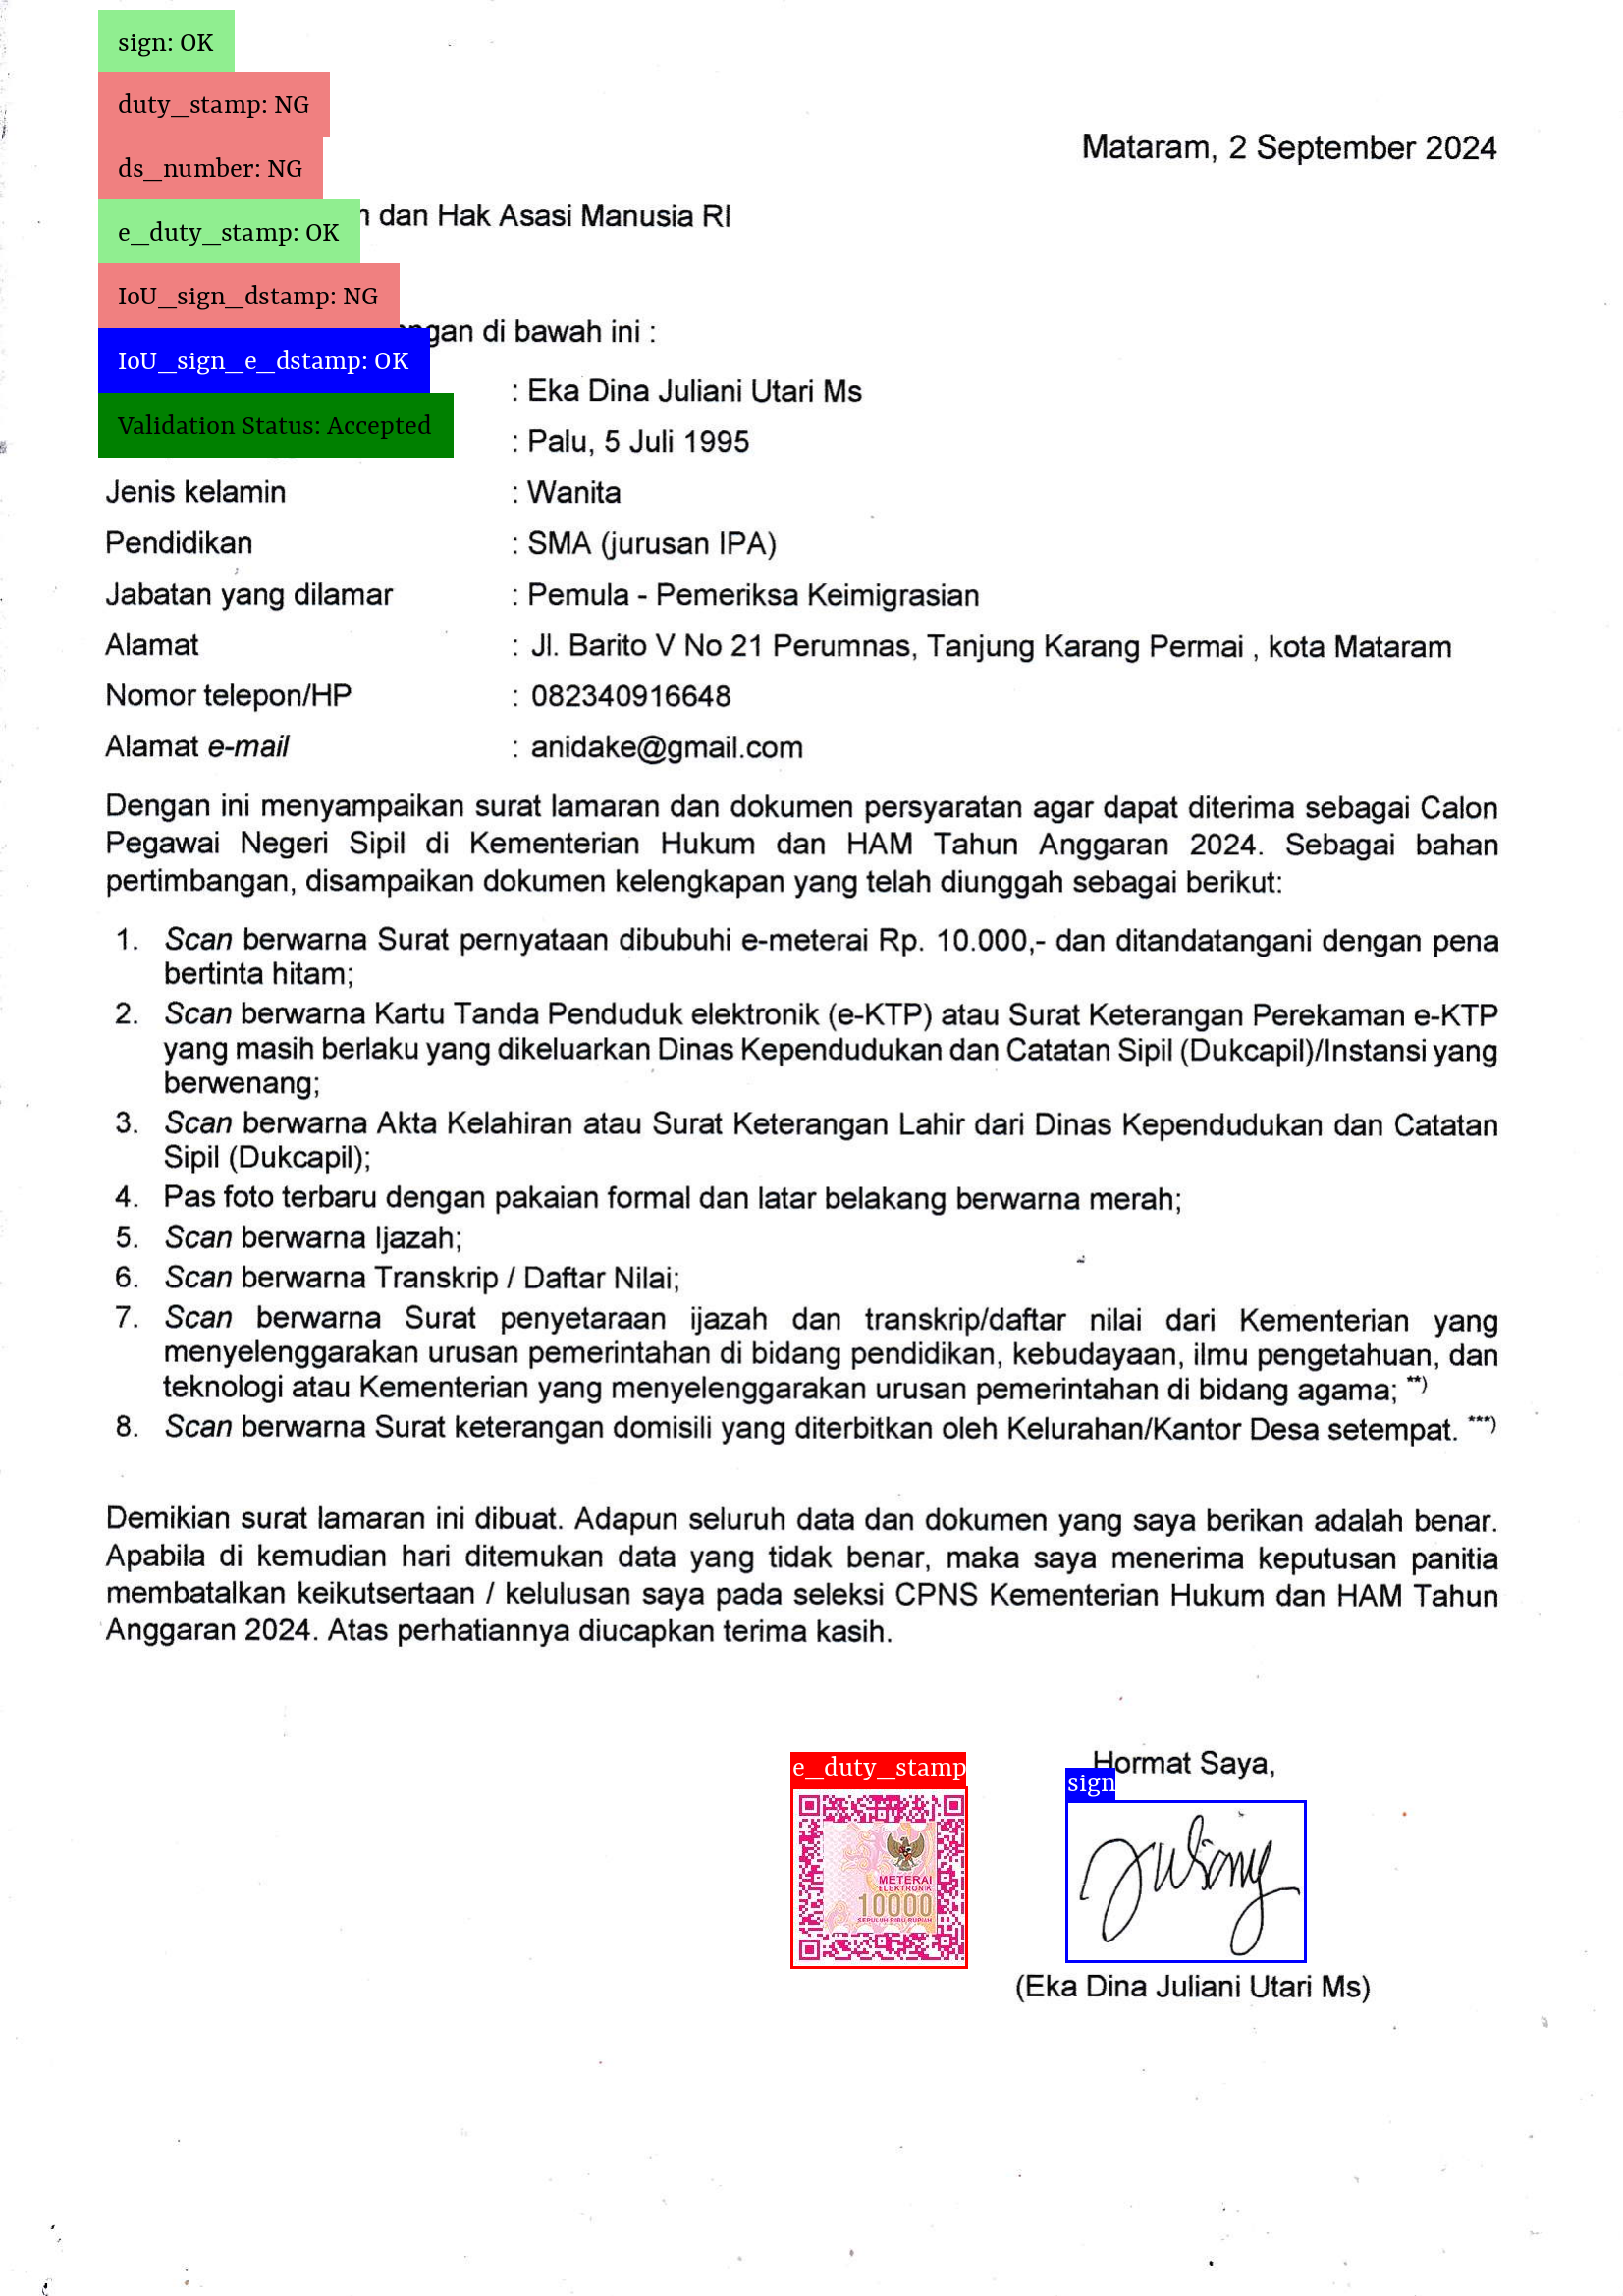 sign: OK
duty_stamp: NG
Mataram, 2 September 2024
ds_number: NG
dan Hak Asasi Manusia RI
e_duty_stamp: OK
IoU_sign_dstamp: NG
di bawah ini :
IoU_sign_e_dstamp: OK
: Eka Dina Juliani Utari Ms
Validation Status: Accepted
: Palu, 5 Juli 1995
Jenis kelamin : Wanita
Pendidikan : SMA (jurusan IPA)
Jabatan yang dilamar : Pemula - Pemeriksa Keimigrasian
Alamat : Jl. Barito V No 21 Perumnas, Tanjung Karang Permai , kota Mataram
Nomor telepon/HP : 082340916648
Alamat e-mail : anidake@gmail.com
Dengan ini menyampaikan surat lamaran dan dokumen persyaratan agar dapat diterima sebagai Calon
Pegawai Negeri Sipil di Kementerian Hukum dan HAM Tahun Anggaran 2024. Sebagai bahan
pertimbangan, disampaikan dokumen kelengkapan yang telah diunggah sebagai berikut:
1. Scan berwarna Surat pernyataan dibubuhi e-meterai Rp. 10.000,- dan ditandatangani dengan pena
bertinta hitam;
2. Scan berwarna Kartu Tanda Penduduk elektronik (e-KTP) atau Surat Keterangan Perekaman e-KTP
yang masih berlaku yang dikeluarkan Dinas Kependudukan dan Catatan Sipil (Dukcapil)/Instansi yang
berwenang;
3. Scan berwarna Akta Kelahiran atau Surat Keterangan Lahir dari Dinas Kependudukan dan Catatan
Sipil (Dukcapil);
4. Pas foto terbaru dengan pakaian formal dan latar belakang berwarna merah;
5. Scan berwarna Ijazah;
6. Scan berwarna Transkrip / Daftar Nilai;
7. Scan berwarna Surat penyetaraan ijazah dan transkrip/daftar nilai dari Kementerian yang
menyelenggarakan urusan pemerintahan di bidang pendidikan, kebudayaan, ilmu pengetahuan, dan
teknologi atau Kementerian yang menyelenggarakan urusan pemerintahan di bidang agama; **)
8. Scan berwarna Surat keterangan domisili yang diterbitkan oleh Kelurahan/Kantor Desa setempat. ***)
Demikian surat lamaran ini dibuat. Adapun seluruh data dan dokumen yang saya berikan adalah benar.
Apabila di kemudian hari ditemukan data yang tidak benar, maka saya menerima keputusan panitia
membatalkan keikutsertaan / kelulusan saya pada seleksi CPNS Kementerian Hukum dan HAM Tahun
Anggaran 2024. Atas perhatiannya diucapkan terima kasih.
Hormat Saya,
e_duty_stamp
sign
METERAI
ELEKTRONIK
10000
SEPULUH RIBU RUPIAH
(Eka Dina Juliani Utari Ms)